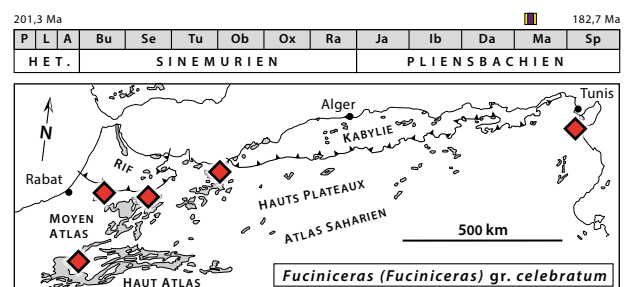 201,3 Ma 182,7 Ma
P L A Bu Se Tu Ob Ox Ra Ja Ib Da Ma Sp
HET. SINEMURIEN PLIENSBACHIEN
Tunis
Alger
N
KABYLIE
RIF
Rabat
HAUTS PLATEAUX
MOYEN
ATLAS
ATLAS SAHARIEN
500 km
HAUT ATLAS
Fuciniceras (Fuciniceras) gr. celebratum